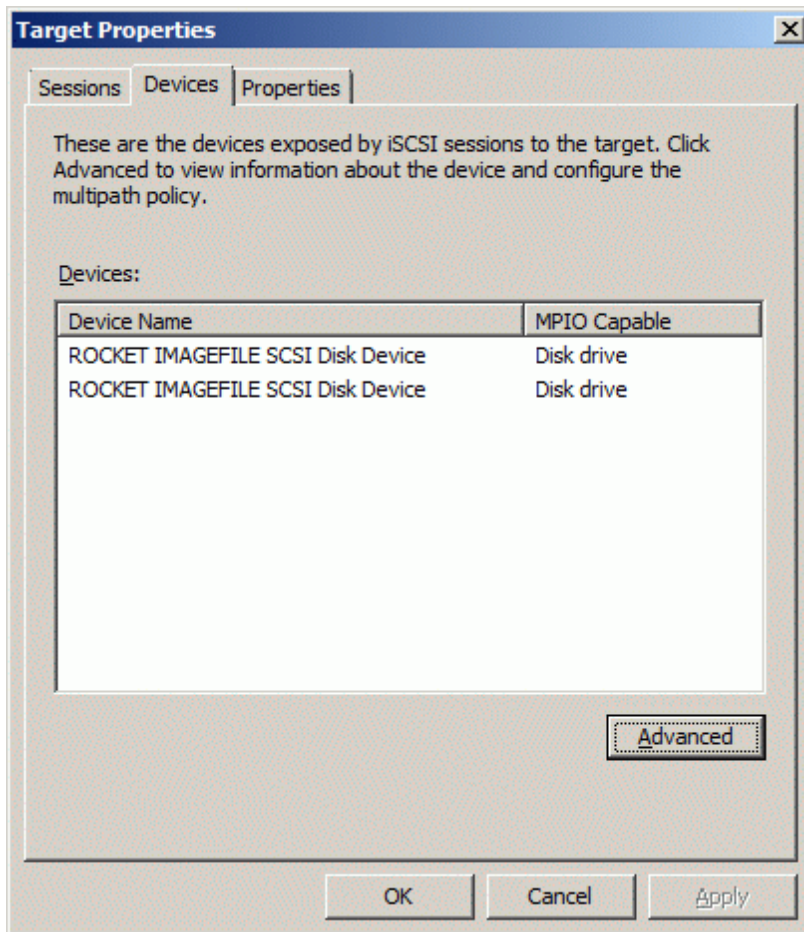 Target Properties
Sessions Devices Properties
These are the devices exposed by iSCSI sessions to the target. Click
Advanced to view information about the device and configure the
multipath policy.
Devices:
Device Name MPIO Capable
ROCKET IMAGEFILE SCSI Disk Device Disk drive
ROCKET IMAGEFILE SCSI Disk Device Disk drive
Advanced
OK Cancel Apply